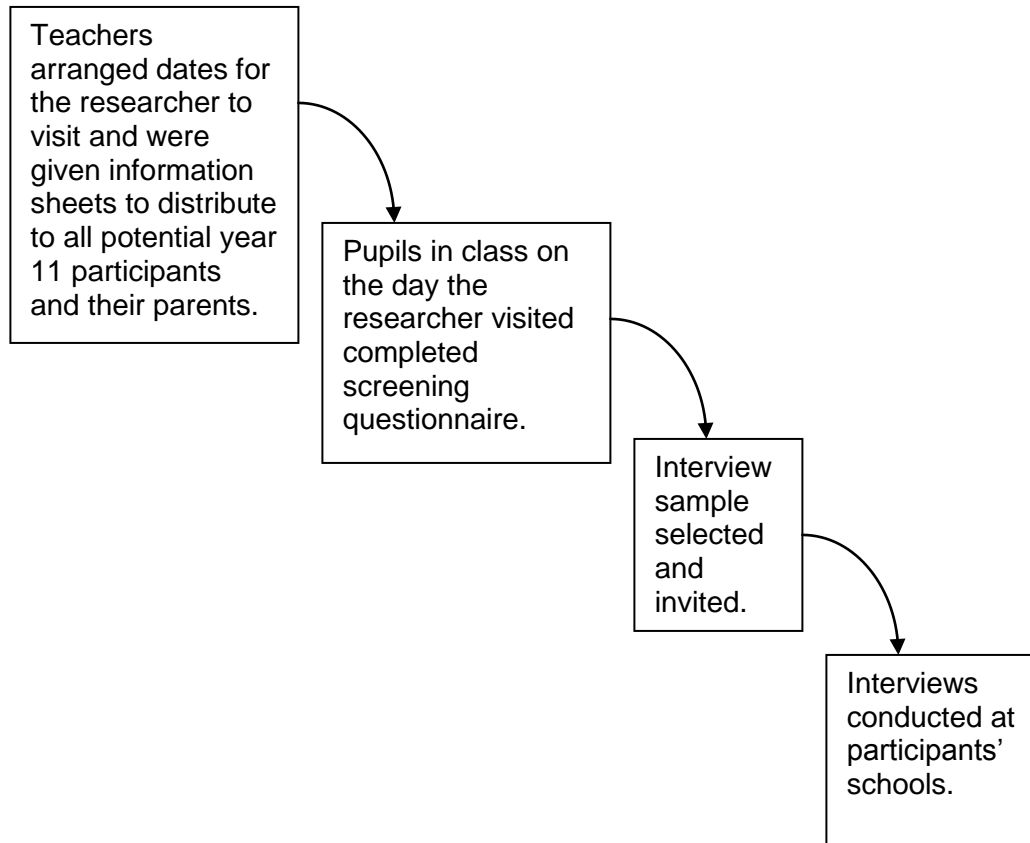 Teachers
arranged dates for
the researcher to
visit and were
given information
sheets to distribute
to all potential year
11 participants
and their parents.
Pupils in class on
the day the
researcher visited
completed
screening
questionnaire.
Interview
sample
selected
and
invited.
Interviews
conducted at
participants’
schools.